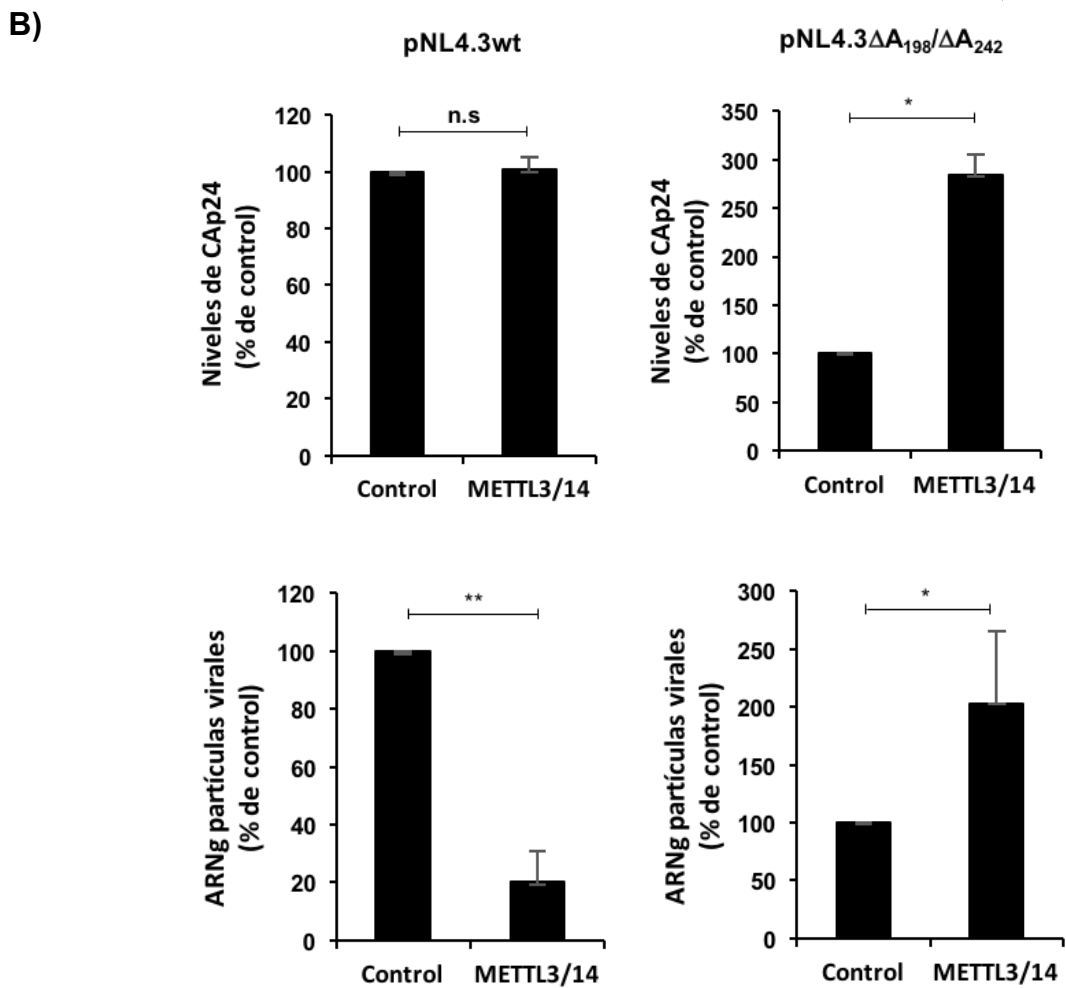 B)
pNL4.3wt
Niveles de CAp24
(% de control)
120
100
80
60
40
20
0
n.s
Control METTL3/14
pNL4.3ΔA₁₉₈/ΔA₂₄₂
Niveles de CAp24
(% de control)
350
300
250
200
150
100
50
0
*
Control METTL3/14
ARNg partículas virales
(% de control)
120
100
80
60
40
20
0
**
Control METTL3/14
ARNg partículas virales
(% de control)
300
250
200
150
100
50
0
*
Control METTL3/14